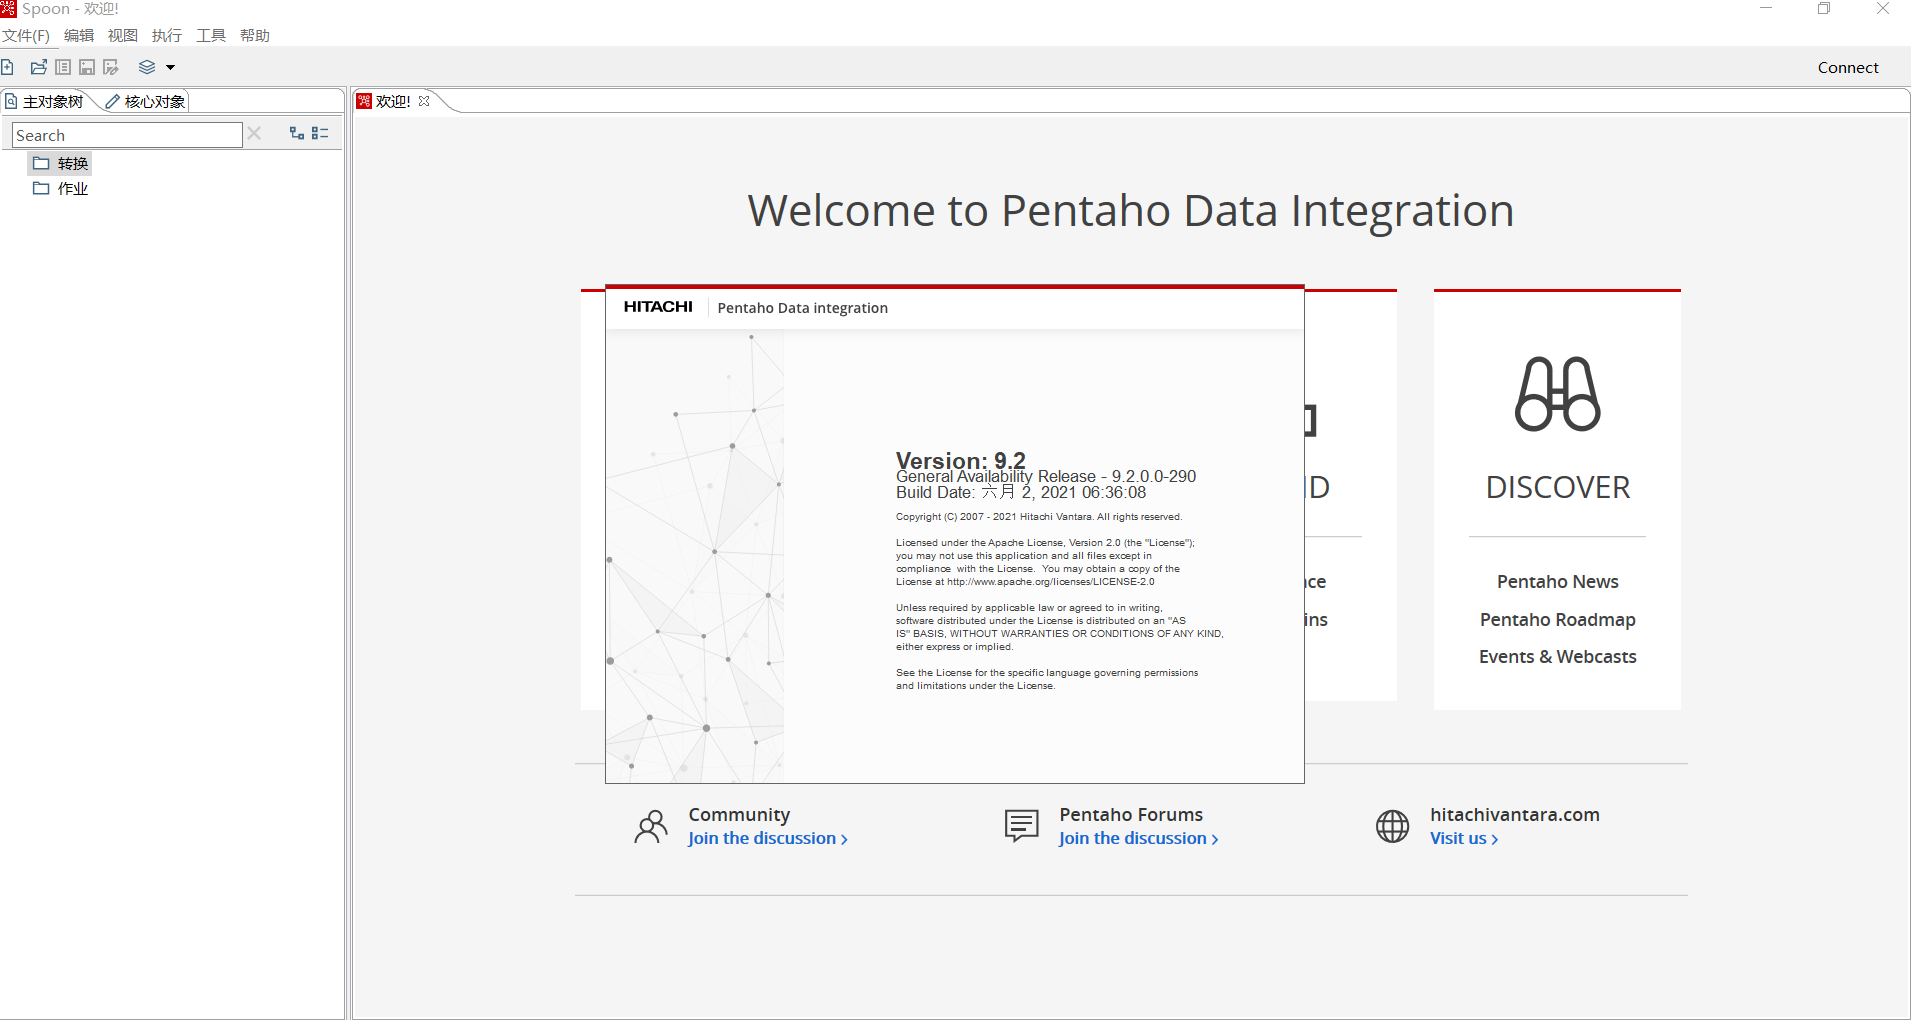 Spoon - 欢迎!
文件(F) 编辑 视图 执行 工具 帮助
Connect
主对象树 核心对象
欢迎!
Search
转换
作业
Welcome to Pentaho Data Integration
HITACHI Pentaho Data integration
Version: 9.2
General Availability Release - 9.2.0.0-290
Build Date: 六月 2, 2021 06:36:08
Copyright (C) 2007 - 2021 Hitachi Vantara. All rights reserved.
Licensed under the Apache License, Version 2.0 (the "License");
you may not use this application and all files except in
compliance with the License. You may obtain a copy of the
License at http://www.apache.org/licenses/LICENSE-2.0
Unless required by applicable law or agreed to in writing,
software distributed under the License is distributed on an "AS
IS" BASIS, WITHOUT WARRANTIES OR CONDITIONS OF ANY KIND,
either express or implied.
See the License for the specific language governing permissions
and limitations under the License.
DISCOVER
Pentaho News
Pentaho Roadmap
Events & Webcasts
Community
Join the discussion ›
Pentaho Forums
Join the discussion ›
hitachivantara.com
Visit us ›